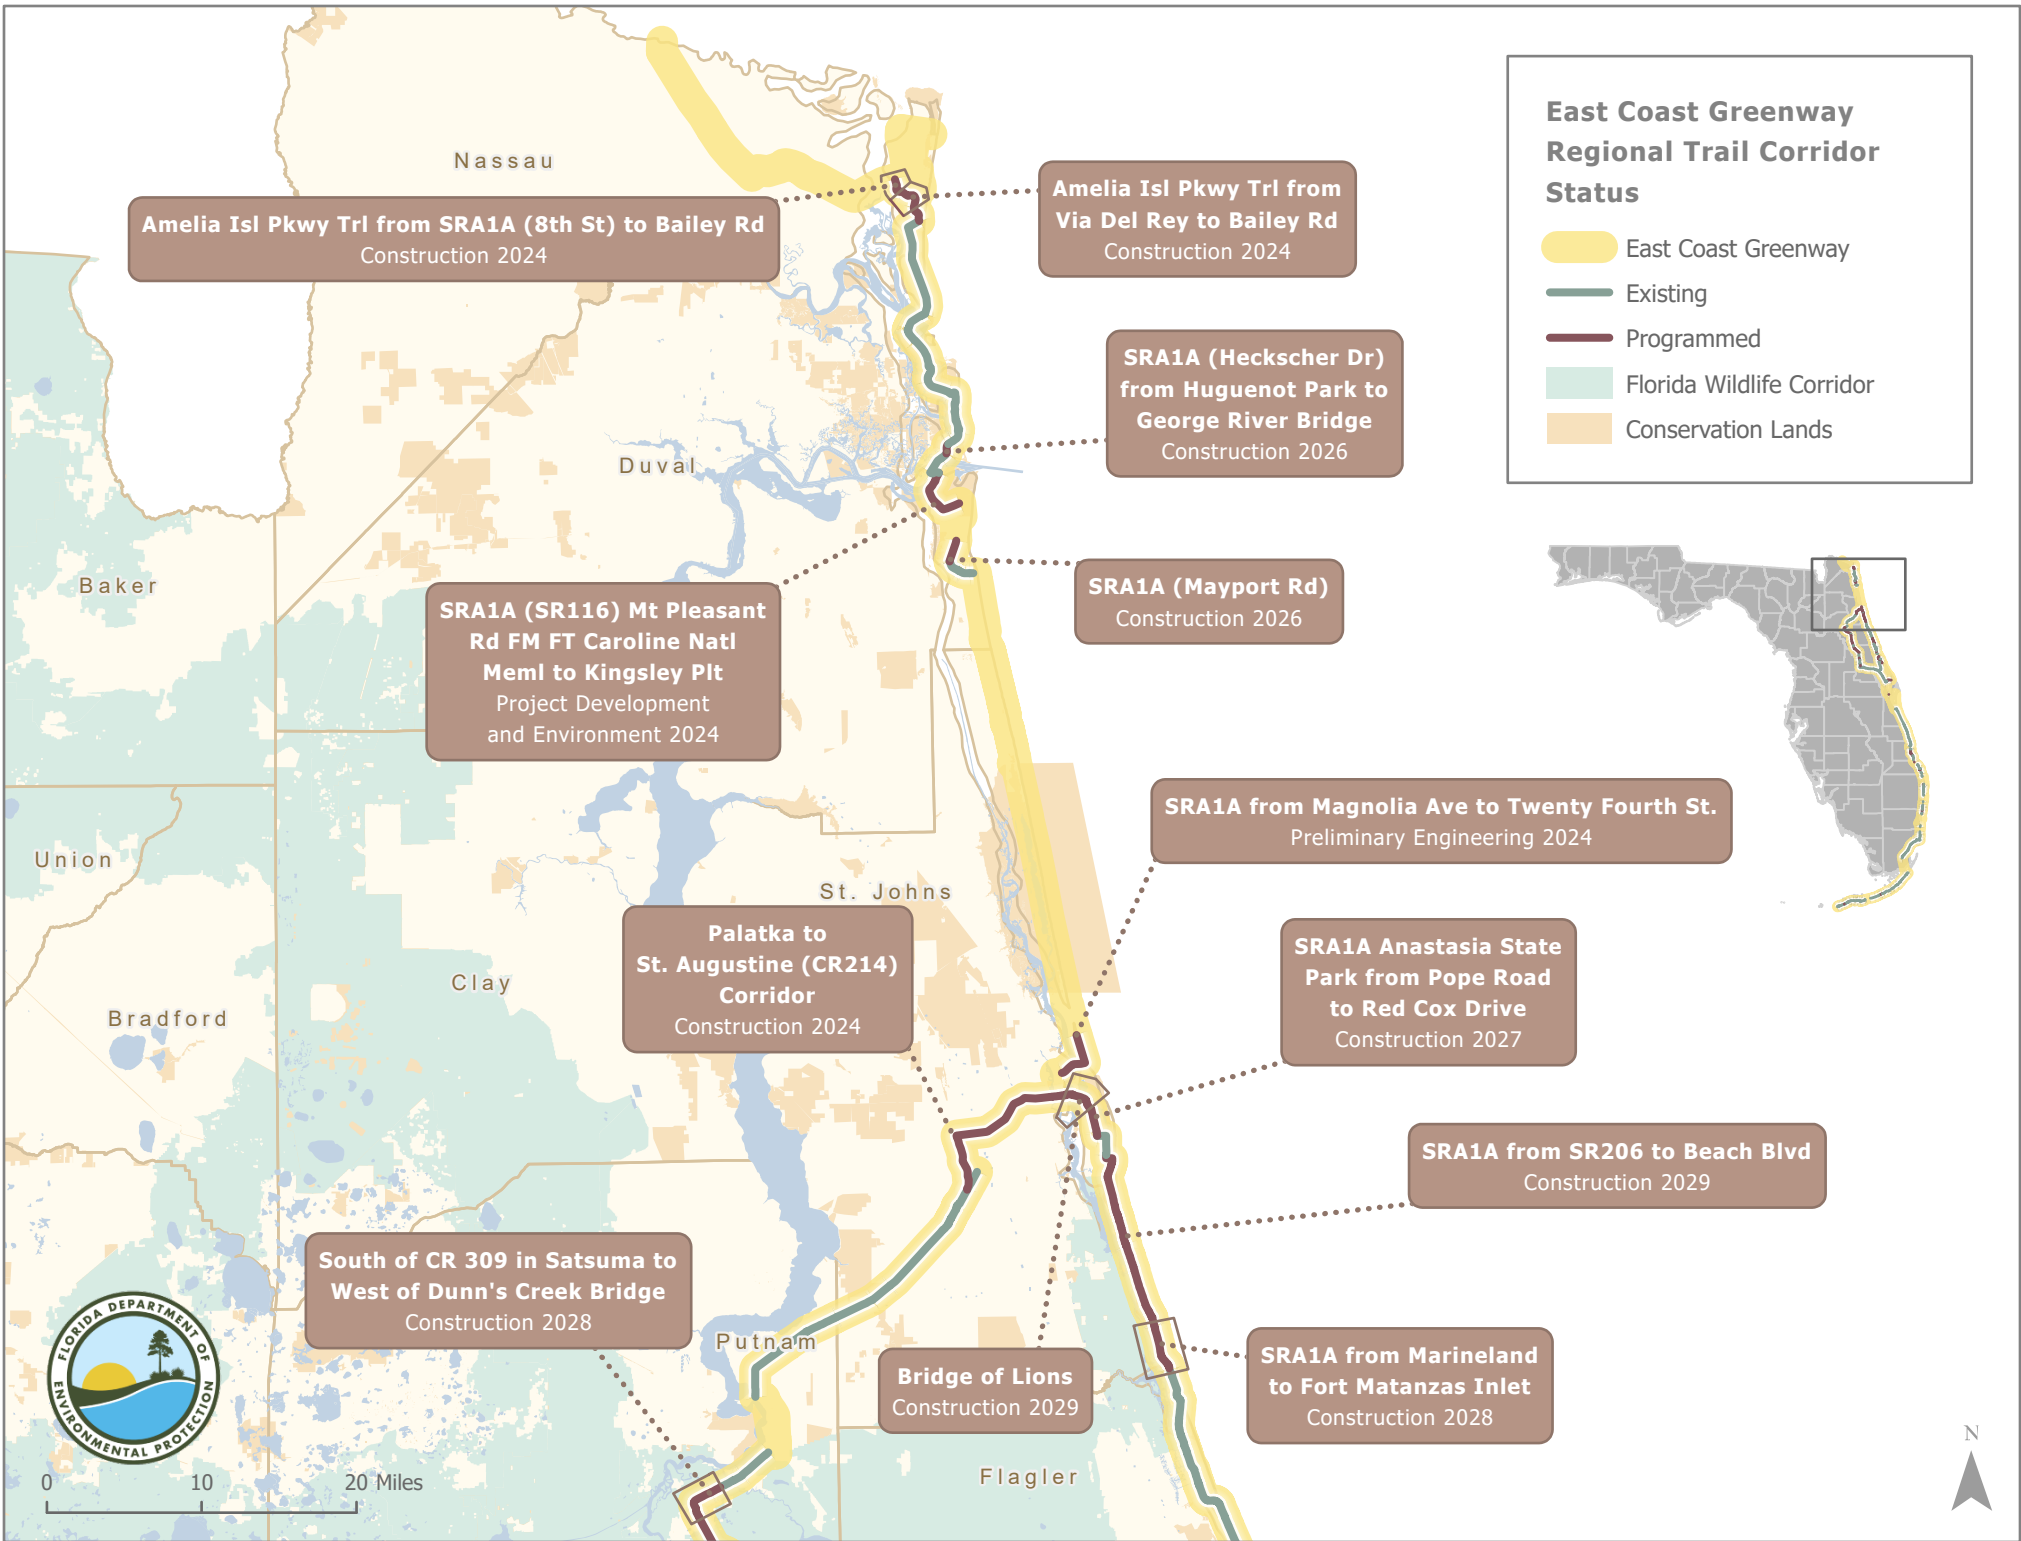 East Coast Greenway
Regional Trail Corridor
Status
East Coast Greenway
Existing
Programmed
Florida Wildlife Corridor
Conservation Lands
Nassau
Amelia Isl Pkwy Trl from SRA1A (8th St) to Bailey Rd
Construction 2024
Amelia Isl Pkwy Trl from
Via Del Rey to Bailey Rd
Construction 2024
SRA1A (Heckscher Dr)
from Huguenot Park to
George River Bridge
Construction 2026
Duval
Baker
SRA1A (SR116) Mt Pleasant
Rd FM FT Caroline Natl
Meml to Kingsley Plt
Project Development
and Environment 2024
SRA1A (Mayport Rd)
Construction 2026
SRA1A from Magnolia Ave to Twenty Fourth St.
Preliminary Engineering 2024
Union
St. Johns
Palatka to
St. Augustine (CR214)
Corridor
Construction 2024
SRA1A Anastasia State
Park from Pope Road
to Red Cox Drive
Construction 2027
Clay
Bradford
SRA1A from SR206 to Beach Blvd
Construction 2029
South of CR 309 in Satsuma to
West of Dunn's Creek Bridge
Construction 2028
Putnam
Bridge of Lions
Construction 2029
SRA1A from Marineland
to Fort Matanzas Inlet
Construction 2028
Flagler
FLORIDA DEPARTMENT OF
ENVIRONMENTAL PROTECTION
0 10 20 Miles
N